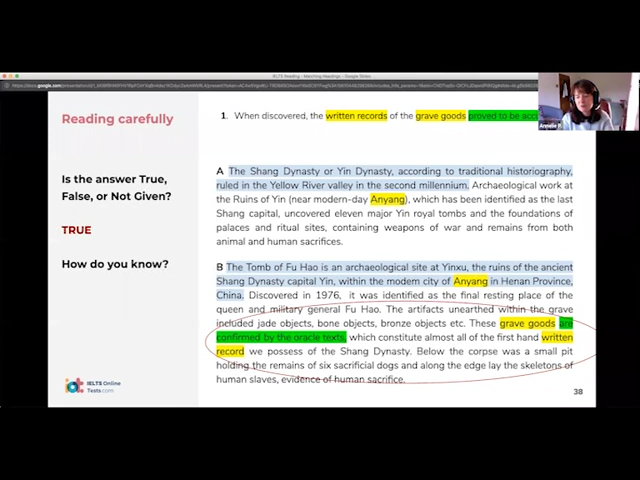 IELTS Reading - Matching Headings - Google Slides
Reading carefully
1. When discovered, the written records of the grave goods proved to be
Annelie
Is the answer True,
False, or Not Given?
TRUE
How do you know?
A The Shang Dynasty or Yin Dynasty, according to traditional historiography,
ruled in the Yellow River valley in the second millennium. Archaeological work at
the Ruins of Yin (near modern-day Anyang), which has been identified as the last
Shang capital, uncovered eleven major Yin royal tombs and the foundations of
palaces and ritual sites, containing weapons of war and remains from both
animal and human sacrifices.
B The Tomb of Fu Hao is an archaeological site at Yinxu, the ruins of the ancient
Shang Dynasty capital Yin, within the modern city of Anyang in Henan Province,
China. Discovered in 1976, it was identified as the final resting place of the
queen and military general Fu Hao. The artifacts unearthed within the grave
included jade objects, bone objects, bronze objects etc. These grave goods are
confirmed by the oracle texts, which constitute almost all of the first hand written
record we possess of the Shang Dynasty. Below the corpse was a small pit
holding the remains of six sacrificial dogs and along the edge lay the skeletons of
human slaves, evidence of human sacrifice.
IELTS Online
Tests.com
38